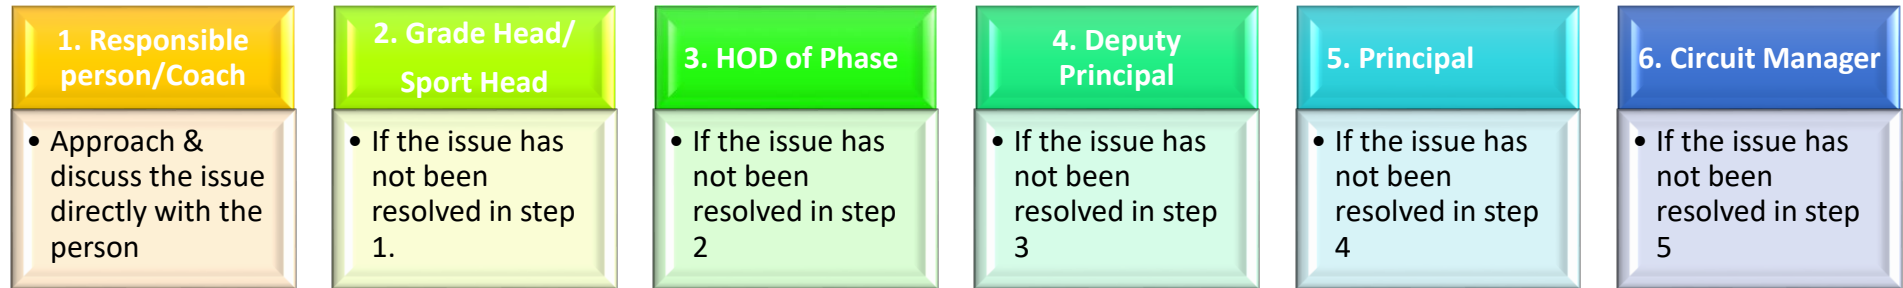 1. Responsible
person/Coach
• Approach &
discuss the issue
directly with the
person
2. Grade Head/
Sport Head
• If the issue has
not been
resolved in step
1.
3. HOD of Phase
• If the issue has
not been
resolved in step
2
4. Deputy
Principal
• If the issue has
not been
resolved in step
3
5. Principal
• If the issue has
not been
resolved in step
4
6. Circuit Manager
• If the issue has
not been
resolved in step
5